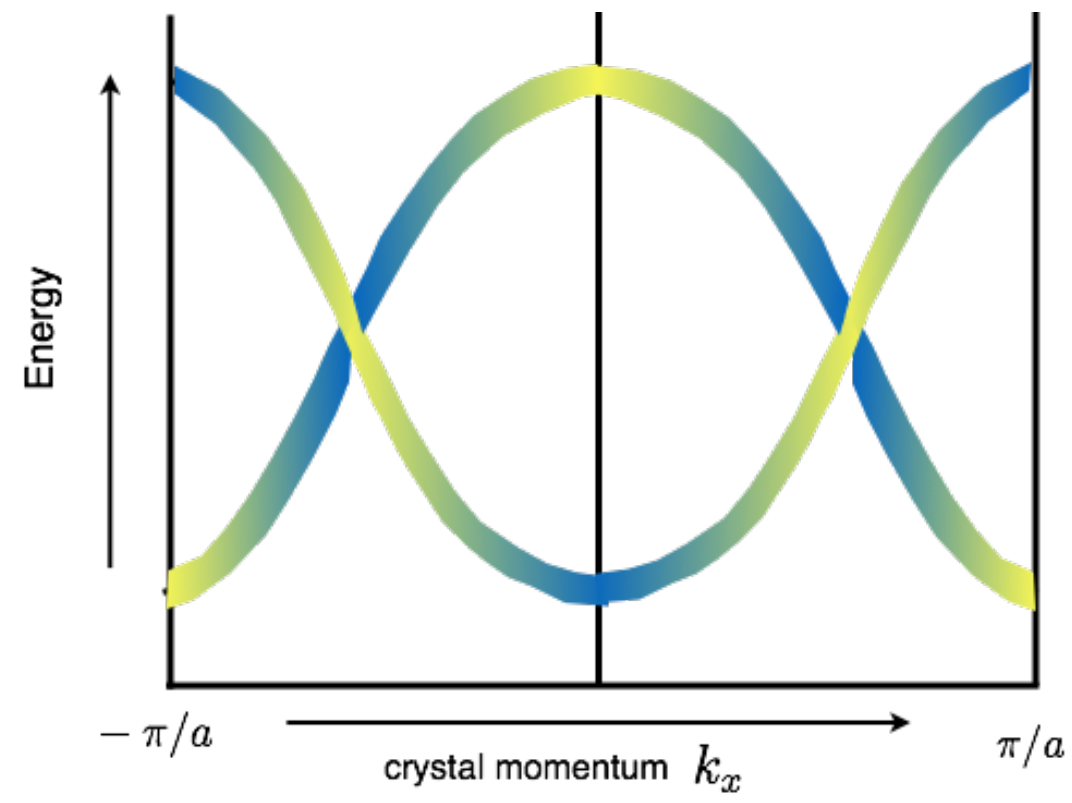 Energy
− π/a
π/a
crystal momentum kₓ